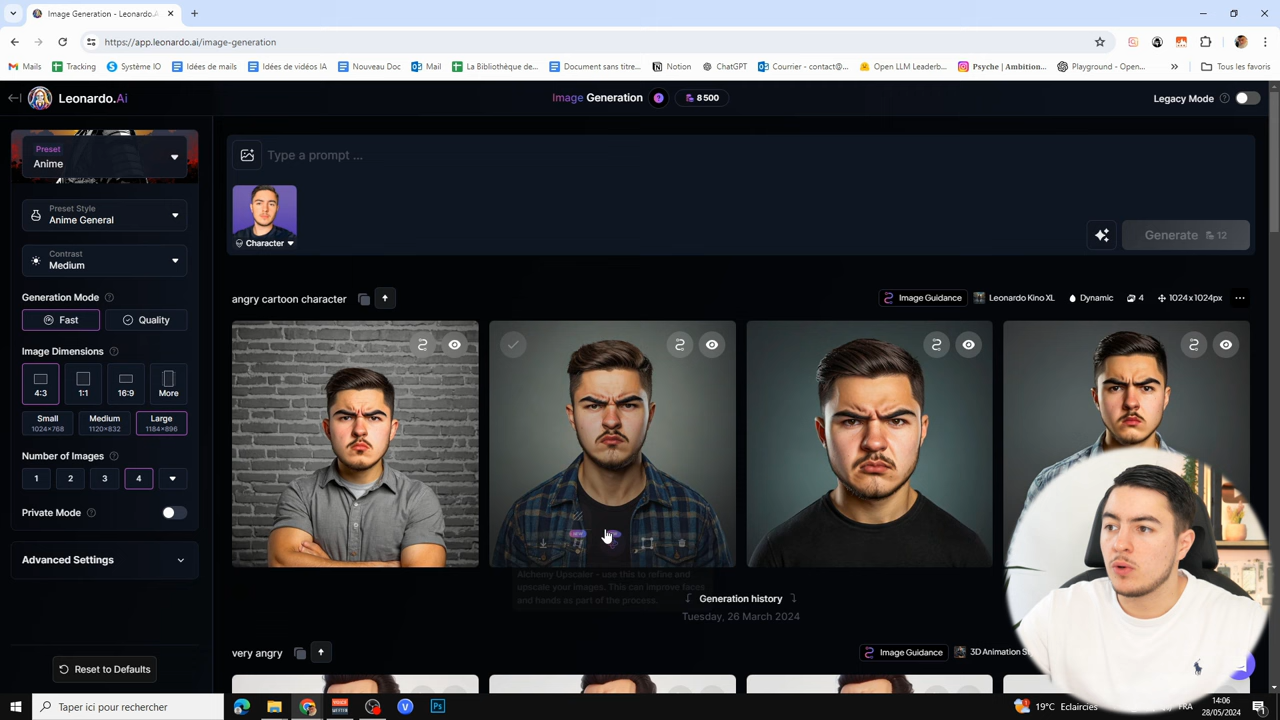 Image Generation - Leonardo.A
https://app.leonardo.ai/image-generation
Mails
Tracking
Système IO
Idées de mails
Idées de vidéos IA
Nouveau Doc
La Bibliothèque de...
Mail
Document sans titre...
Notion
ChatGPT
Courrier - contact@...
Open LLM Leaderb...
Psyche | Ambition...
Playground - Open...
Tous les favoris
Leonardo.Ai
Image Generation
?
8 500
Legacy Mode
Preset
Anime
Type a prompt ...
Preset Style
Anime General
Character
Generate 12
Contrast
Medium
Generation Mode
Fast
Quality
angry cartoon character
Image Guidance
Leonardo Kino XL
Dynamic
4
1024x1024px
Image Dimensions
4:3
1:1
16:9
More
Small
1024×768
Medium
1120×832
Large
1184×896
Number of Images
1
2
3
4
Private Mode
Advanced Settings
NEW
Alchemy Upscaler - use this to refine and
upscale your images. This can improve faces
and hands as part of the process.
Generation history
Tuesday, 26 March 2024
very angry
Image Guidance
3D Animation
Reset to Defaults
Taper ici pour rechercher
V
Ps
19°C Eclaircies
FRA
14:06
28/05/2024
1